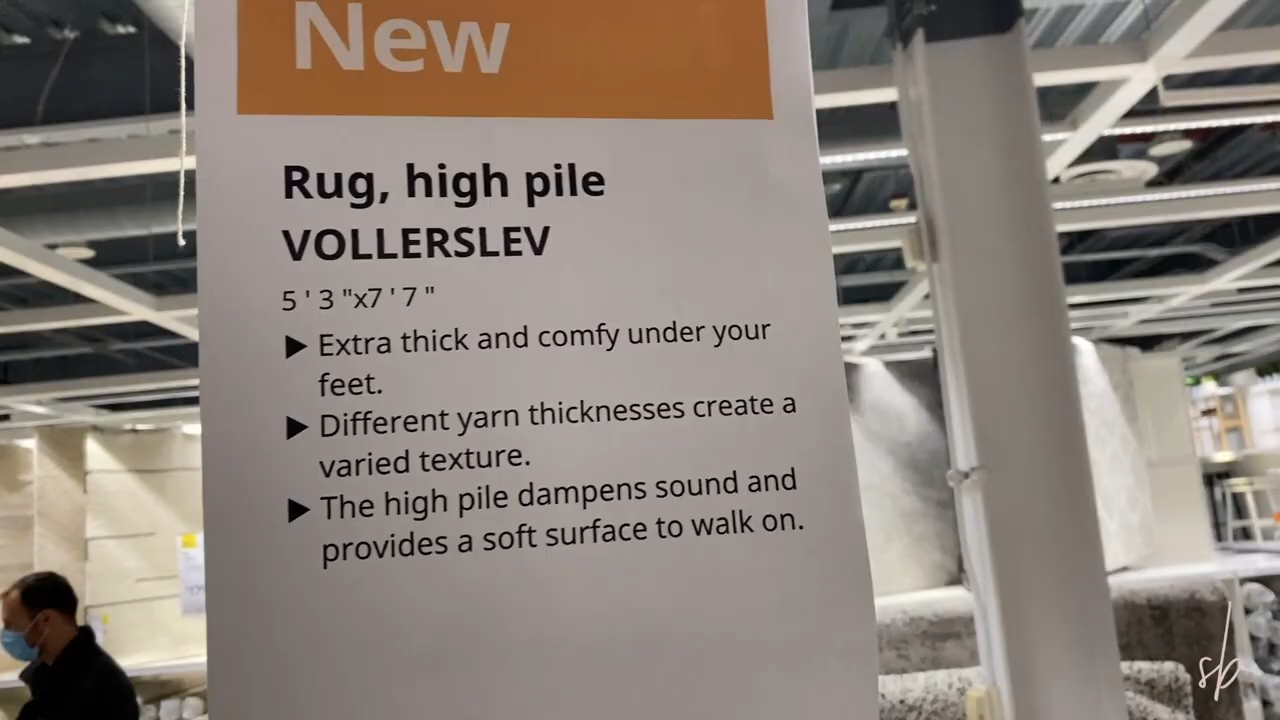 New
Rug, high pile
VOLLERSLEV
5 ' 3 "x7 ' 7 "
▶ Extra thick and comfy under your
feet.
▶ Different yarn thicknesses create a
varied texture.
▶ The high pile dampens sound and
provides a soft surface to walk on.
sb